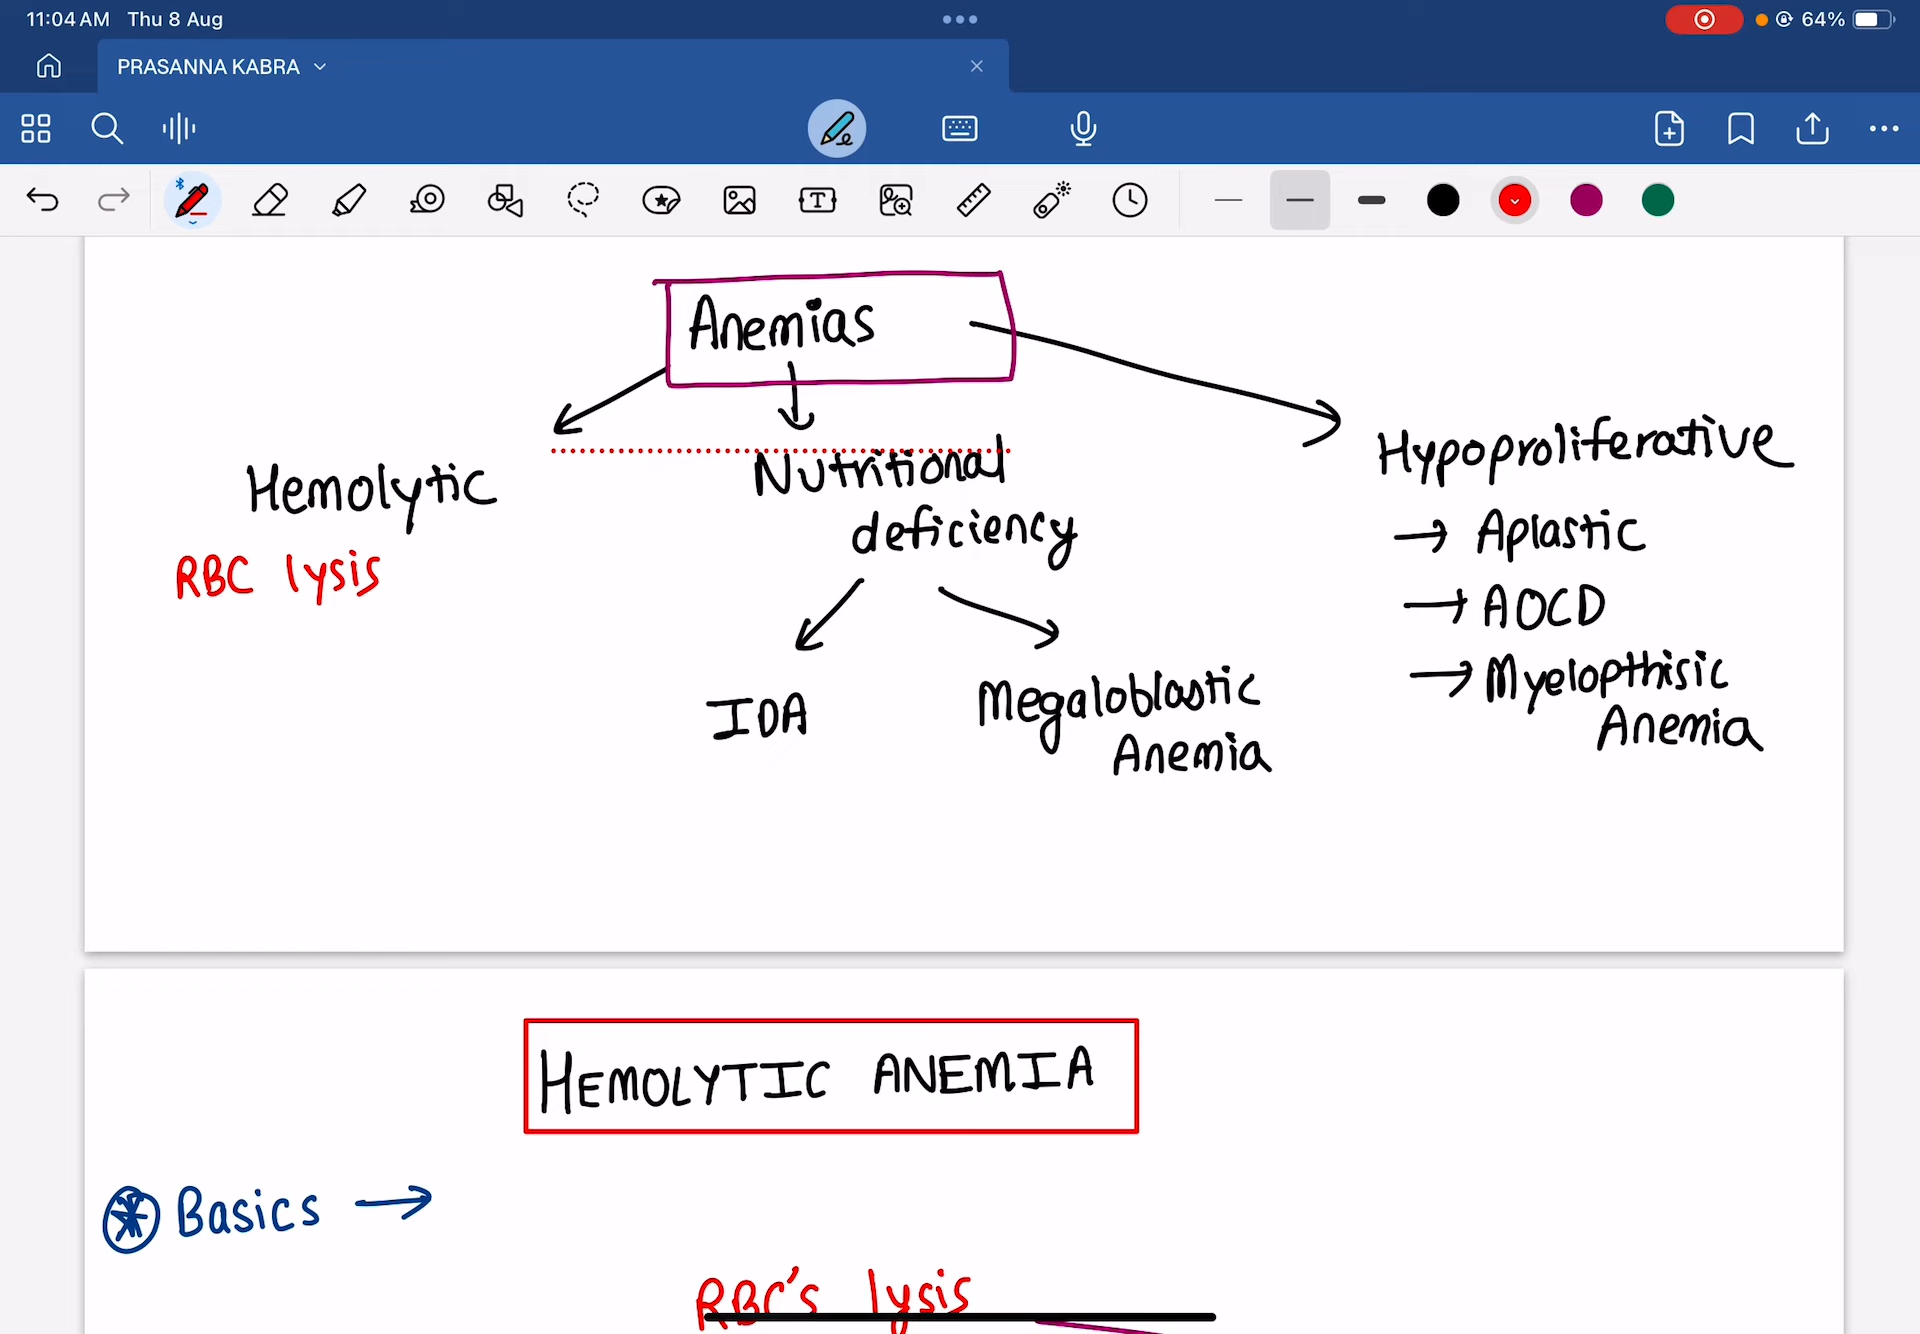 11:04 AM Thu 8 Aug
64%
PRASANNA KABRA
Anemias
Hemolytic
RBC lysis
Nutritional
deficiency
IDA
Megaloblastic
Anemia
Hypoproliferative
→ Aplastic
→ AOCD
→ Myelopthisic
Anemia
HEMOLYTIC ANEMIA
Basics →
RBC's lysis